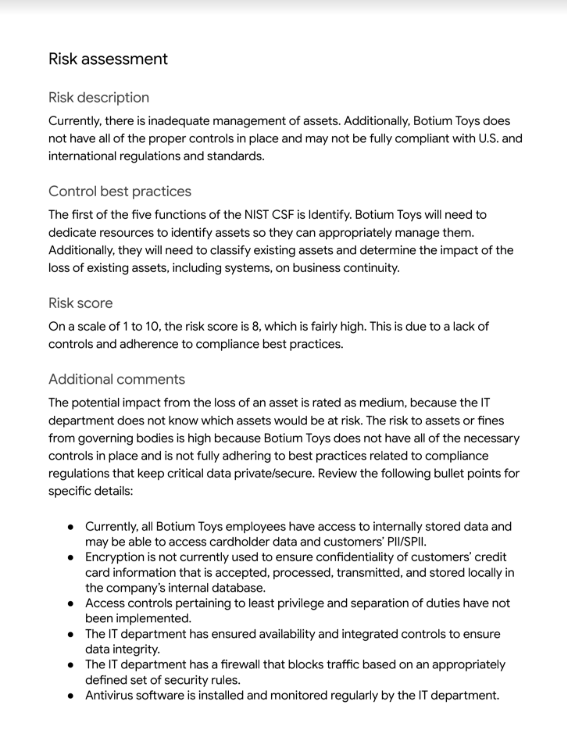 Risk assessment
Risk description
Currently, there is inadequate management of assets. Additionally, Botium Toys does
not have all of the proper controls in place and may not be fully compliant with U.S. and
international regulations and standards.
Control best practices
The first of the five functions of the NIST CSF is Identify. Botium Toys will need to
dedicate resources to identify assets so they can appropriately manage them.
Additionally, they will need to classify existing assets and determine the impact of the
loss of existing assets, including systems, on business continuity.
Risk score
On a scale of 1 to 10, the risk score is 8, which is fairly high. This is due to a lack of
controls and adherence to compliance best practices.
Additional comments
The potential impact from the loss of an asset is rated as medium, because the IT
department does not know which assets would be at risk. The risk to assets or fines
from governing bodies is high because Botium Toys does not have all of the necessary
controls in place and is not fully adhering to best practices related to compliance
regulations that keep critical data private/secure. Review the following bullet points for
specific details:
● Currently, all Botium Toys employees have access to internally stored data and
may be able to access cardholder data and customers’ PII/SPII.
● Encryption is not currently used to ensure confidentiality of customers’ credit
card information that is accepted, processed, transmitted, and stored locally in
the company’s internal database.
● Access controls pertaining to least privilege and separation of duties have not
been implemented.
● The IT department has ensured availability and integrated controls to ensure
data integrity.
● The IT department has a firewall that blocks traffic based on an appropriately
defined set of security rules.
● Antivirus software is installed and monitored regularly by the IT department.